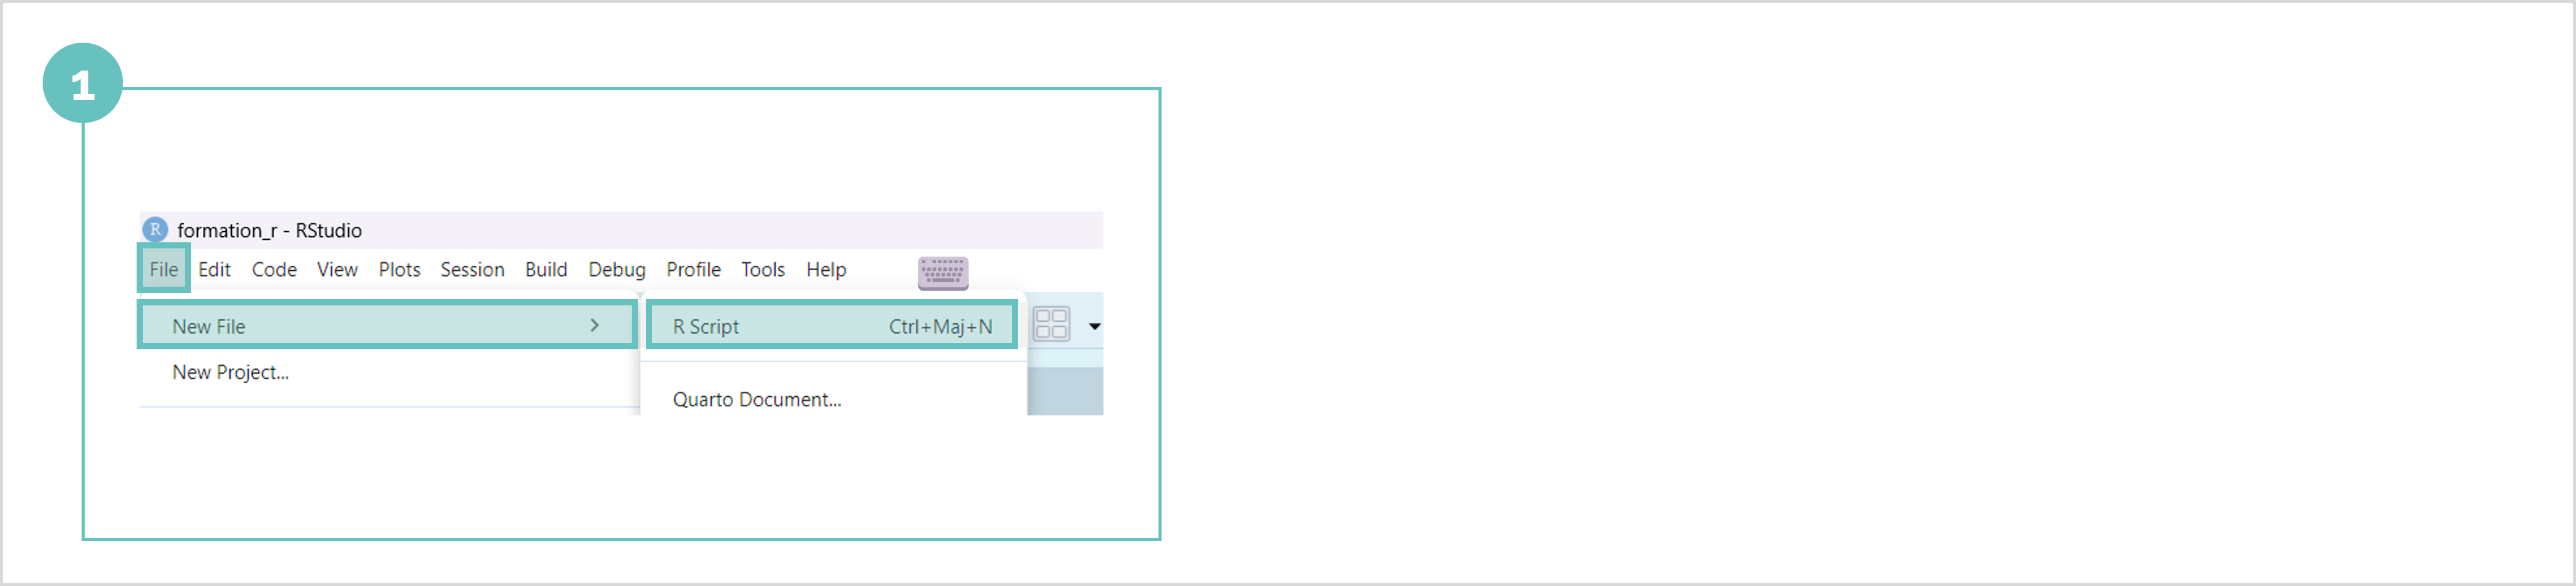 1
R formation_r - RStudio
File Edit Code View Plots Session Build Debug Profile Tools Help
New File R Script Ctrl+Maj+N
New Project...
Quarto Document...